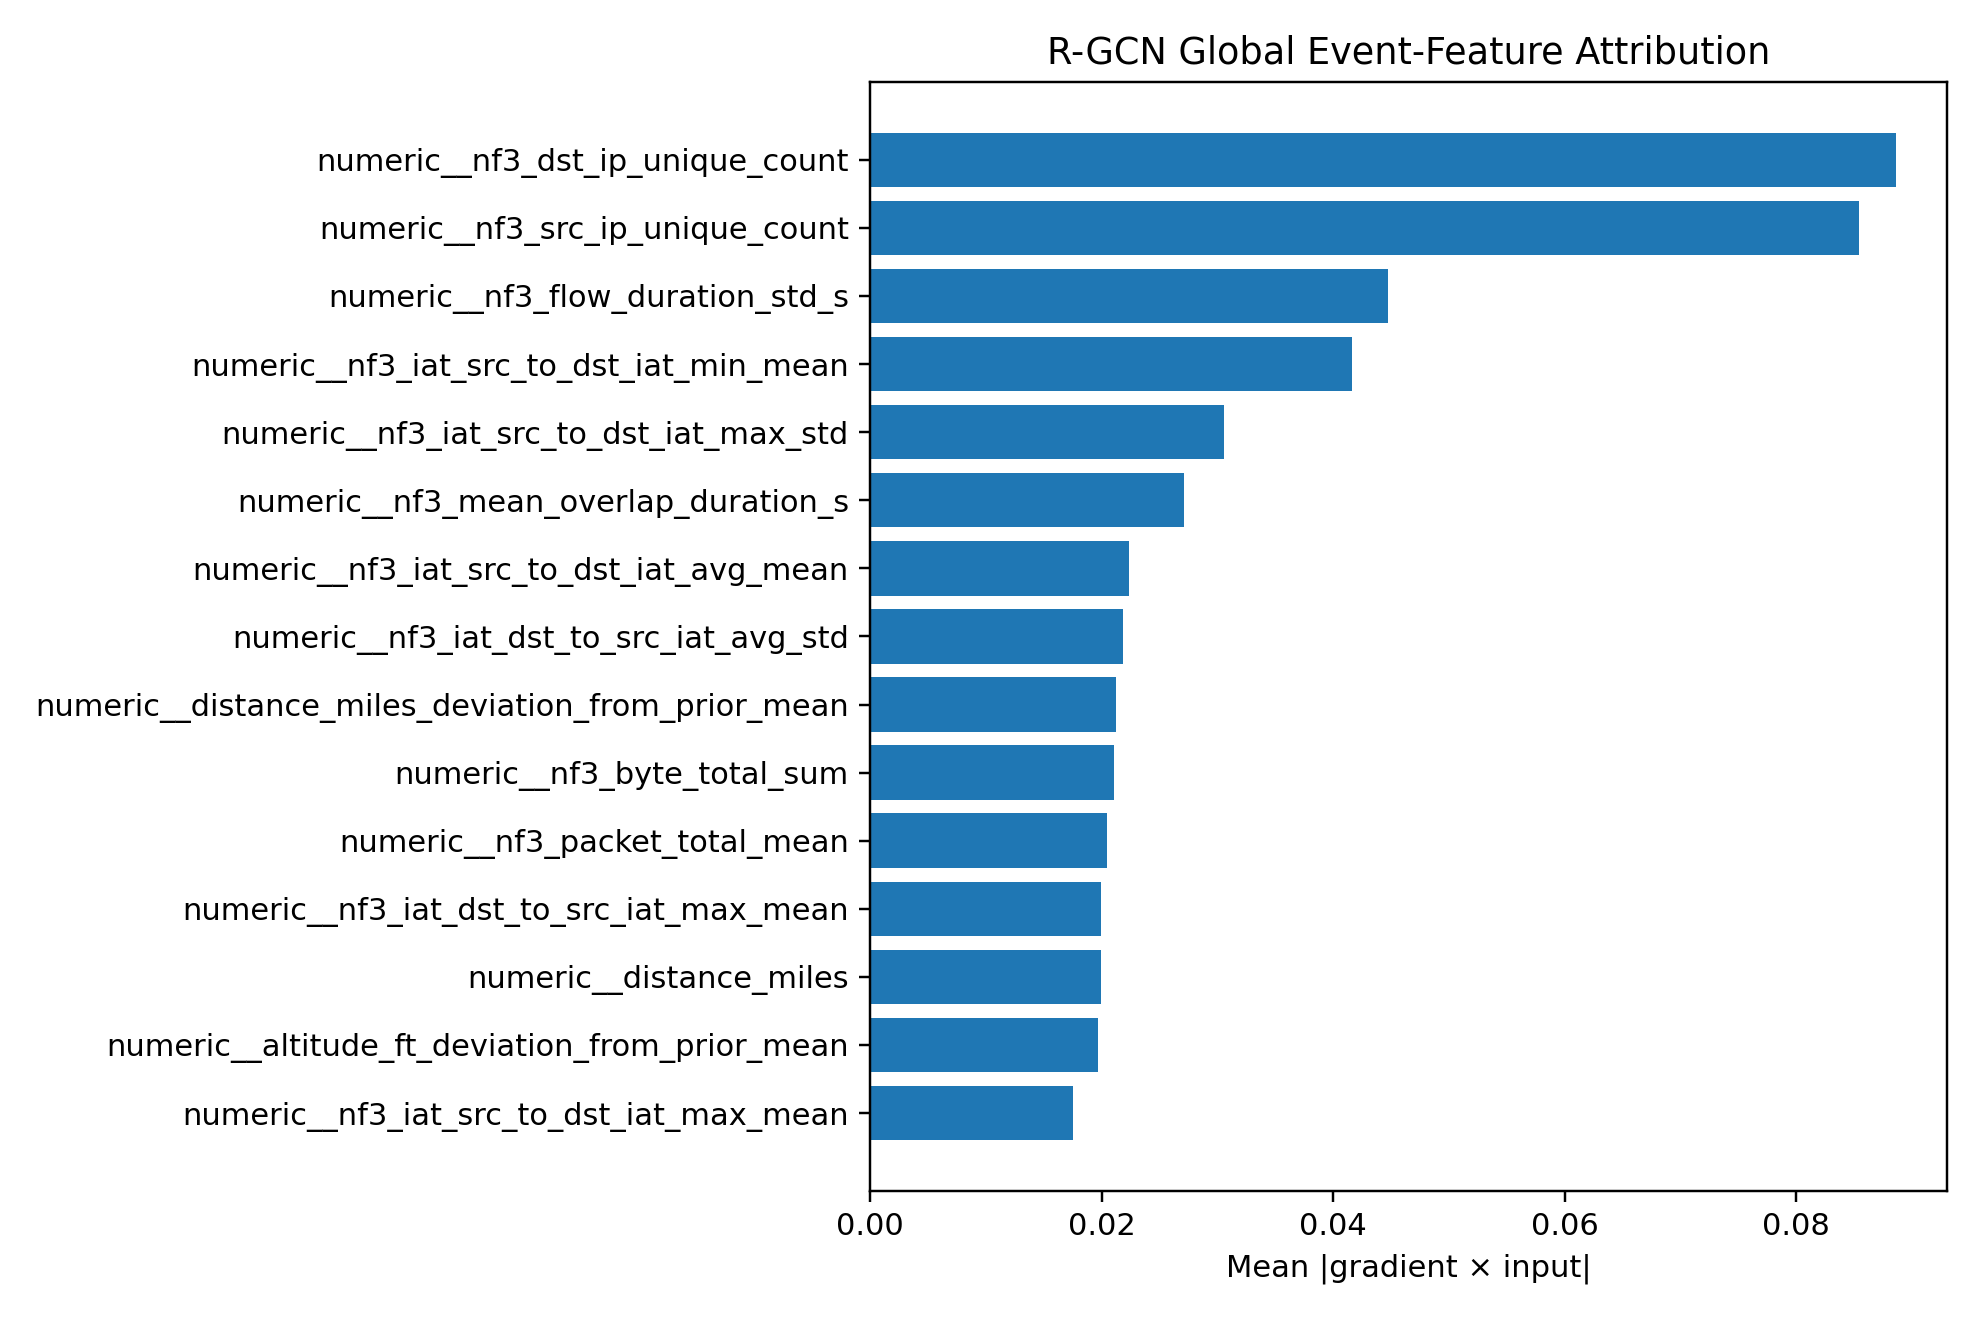 R-GCN Global Event-Feature Attribution
numeric__nf3_dst_ip_unique_count
numeric__nf3_src_ip_unique_count
numeric__nf3_flow_duration_std_s
numeric__nf3_iat_src_to_dst_iat_min_mean
numeric__nf3_iat_src_to_dst_iat_max_std
numeric__nf3_mean_overlap_duration_s
numeric__nf3_iat_src_to_dst_iat_avg_mean
numeric__nf3_iat_dst_to_src_iat_avg_std
numeric__distance_miles_deviation_from_prior_mean
numeric__nf3_byte_total_sum
numeric__nf3_packet_total_mean
numeric__nf3_iat_dst_to_src_iat_max_mean
numeric__distance_miles
numeric__altitude_ft_deviation_from_prior_mean
numeric__nf3_iat_src_to_dst_iat_max_mean
0.00 0.02 0.04 0.06 0.08
Mean |gradient × input|